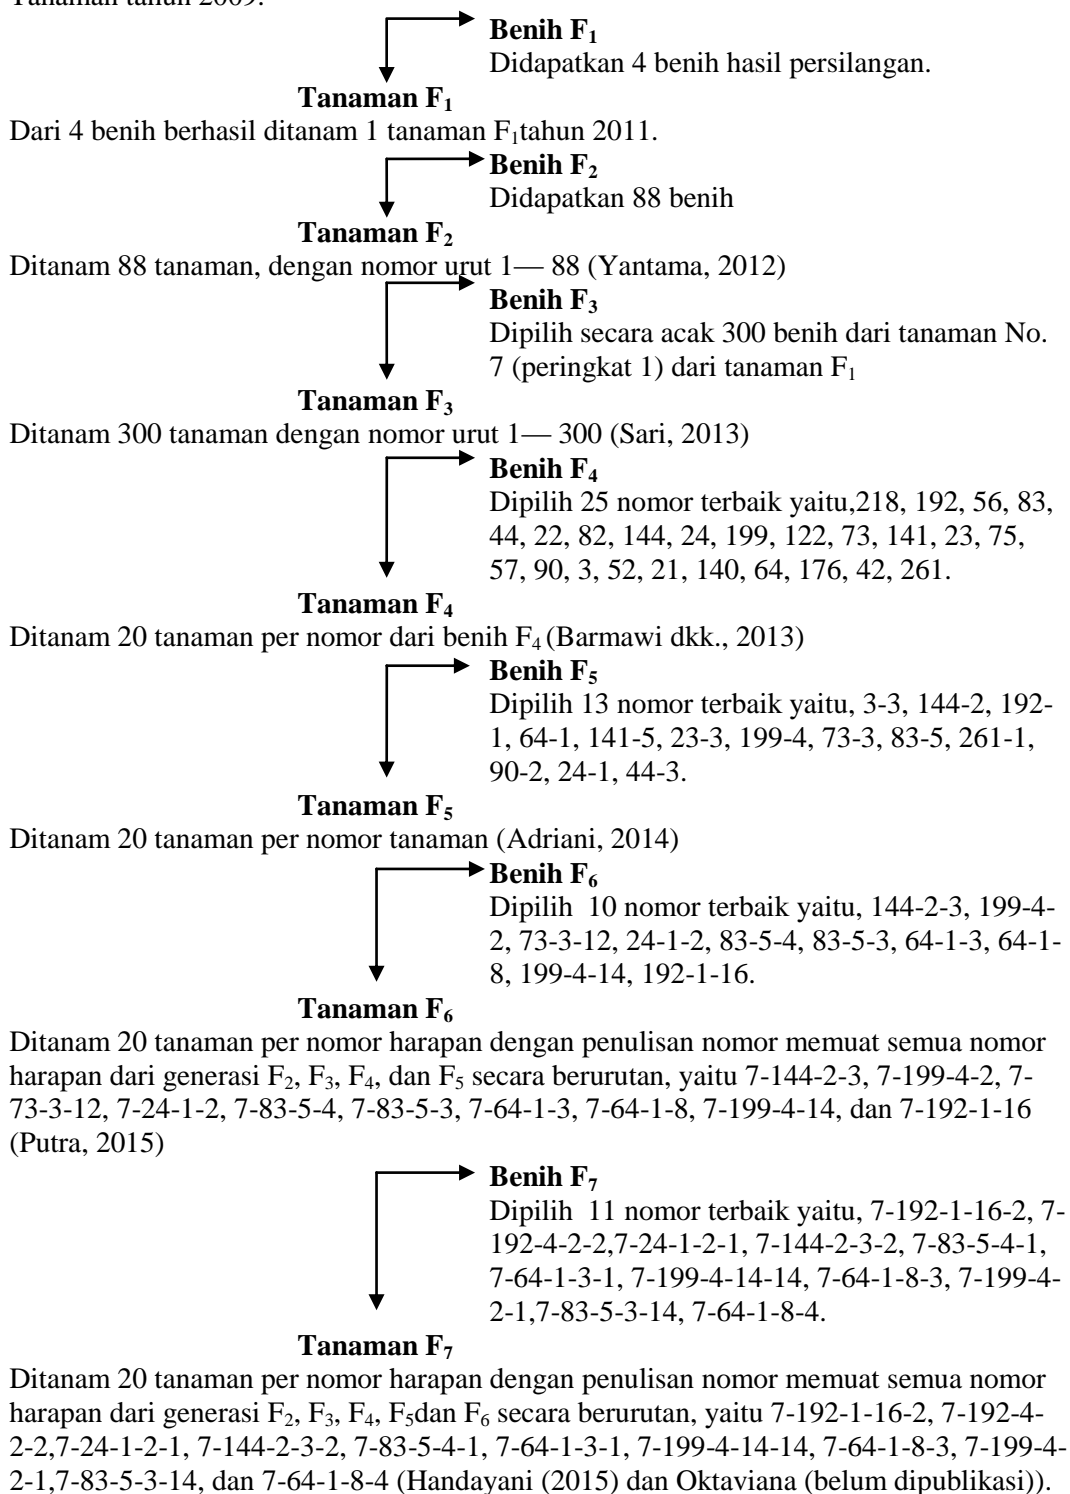 Tanaman tahun 2009.
Benih F₁
Didapatkan 4 benih hasil persilangan.
Tanaman F₁
Dari 4 benih berhasil ditanam 1 tanaman F₁tahun 2011.
Benih F₂
Didapatkan 88 benih
Tanaman F₂
Ditanam 88 tanaman, dengan nomor urut 1— 88 (Yantama, 2012)
Benih F₃
Dipilih secara acak 300 benih dari tanaman No.
7 (peringkat 1) dari tanaman F₁
Tanaman F₃
Ditanam 300 tanaman dengan nomor urut 1— 300 (Sari, 2013)
Benih F₄
Dipilih 25 nomor terbaik yaitu,218, 192, 56, 83,
44, 22, 82, 144, 24, 199, 122, 73, 141, 23, 75,
57, 90, 3, 52, 21, 140, 64, 176, 42, 261.
Tanaman F₄
Ditanam 20 tanaman per nomor dari benih F₄ (Barmawi dkk., 2013)
Benih F₅
Dipilih 13 nomor terbaik yaitu, 3-3, 144-2, 192-
1, 64-1, 141-5, 23-3, 199-4, 73-3, 83-5, 261-1,
90-2, 24-1, 44-3.
Tanaman F₅
Ditanam 20 tanaman per nomor tanaman (Adriani, 2014)
Benih F₆
Dipilih 10 nomor terbaik yaitu, 144-2-3, 199-4-
2, 73-3-12, 24-1-2, 83-5-4, 83-5-3, 64-1-3, 64-1-
8, 199-4-14, 192-1-16.
Tanaman F₆
Ditanam 20 tanaman per nomor harapan dengan penulisan nomor memuat semua nomor
harapan dari generasi F₂, F₃, F₄, dan F₅ secara berurutan, yaitu 7-144-2-3, 7-199-4-2, 7-
73-3-12, 7-24-1-2, 7-83-5-4, 7-83-5-3, 7-64-1-3, 7-64-1-8, 7-199-4-14, dan 7-192-1-16
(Putra, 2015)
Benih F₇
Dipilih 11 nomor terbaik yaitu, 7-192-1-16-2, 7-
192-4-2-2,7-24-1-2-1, 7-144-2-3-2, 7-83-5-4-1,
7-64-1-3-1, 7-199-4-14-14, 7-64-1-8-3, 7-199-4-
2-1,7-83-5-3-14, 7-64-1-8-4.
Tanaman F₇
Ditanam 20 tanaman per nomor harapan dengan penulisan nomor memuat semua nomor
harapan dari generasi F₂, F₃, F₄, F₅dan F₆ secara berurutan, yaitu 7-192-1-16-2, 7-192-4-
2-2,7-24-1-2-1, 7-144-2-3-2, 7-83-5-4-1, 7-64-1-3-1, 7-199-4-14-14, 7-64-1-8-3, 7-199-4-
2-1,7-83-5-3-14, dan 7-64-1-8-4 (Handayani (2015) dan Oktaviana (belum dipublikasi)).